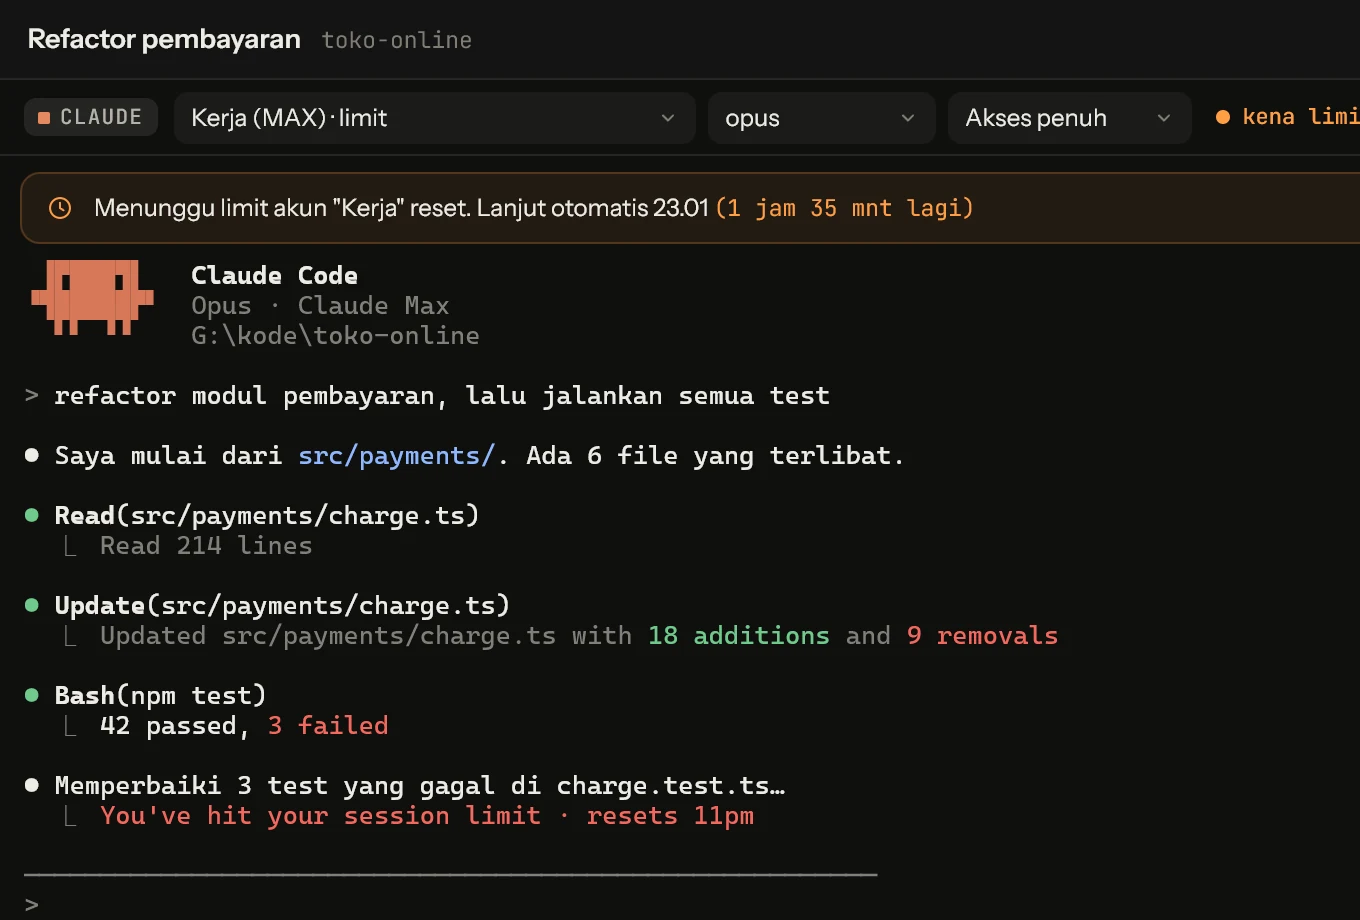 Refactor pembayaran toko-online
CLAUDE Kerja (MAX) · limit opus Akses penuh kena limi
Menunggu limit akun "Kerja" reset. Lanjut otomatis 23.01 (1 jam 35 mnt lagi)
Claude Code
Opus · Claude Max
G:\kode\toko-online
> refactor modul pembayaran, lalu jalankan semua test
● Saya mulai dari src/payments/. Ada 6 file yang terlibat.
● Read(src/payments/charge.ts)
⎿ Read 214 lines
● Update(src/payments/charge.ts)
⎿ Updated src/payments/charge.ts with 18 additions and 9 removals
● Bash(npm test)
⎿ 42 passed, 3 failed
● Memperbaiki 3 test yang gagal di charge.test.ts…
⎿ You've hit your session limit · resets 11pm
>